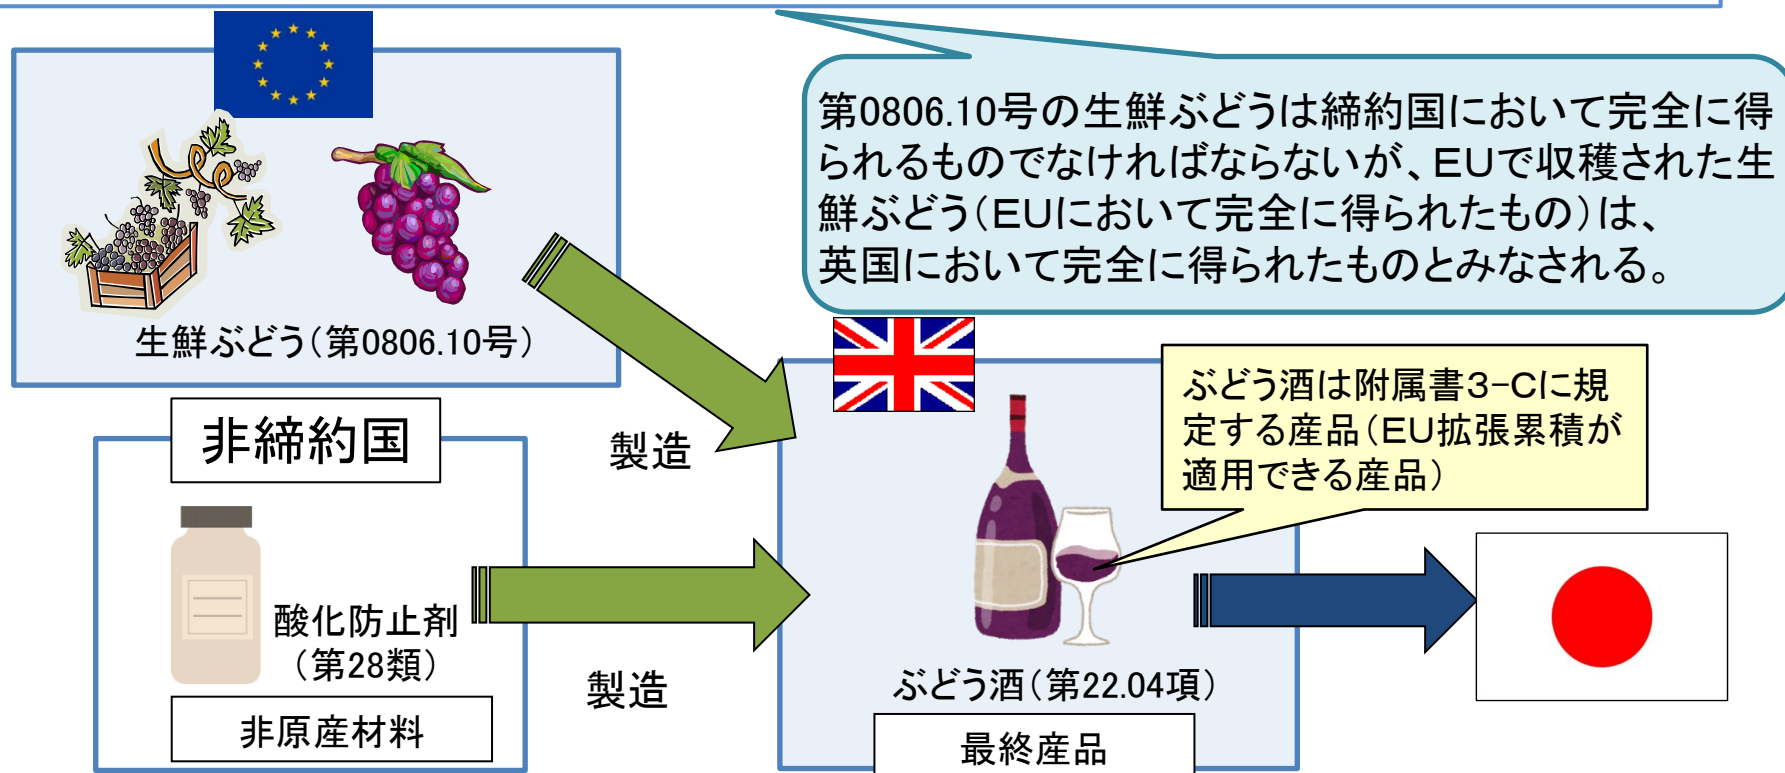 第0806.10号の生鮮ぶどうは締約国において完全に得
られるものでなければならないが、EUで収穫された生
鮮ぶどう(EUにおいて完全に得られたもの)は、
英国において完全に得られたものとみなされる。
生鮮ぶどう(第0806.10号)
ぶどう酒は附属書3-Cに規
定する産品(EU拡張累積が
適用できる産品)
非締約国
製造
酸化防止剤
(第28類)
製造
ぶどう酒(第22.04項)
非原産材料
最終産品